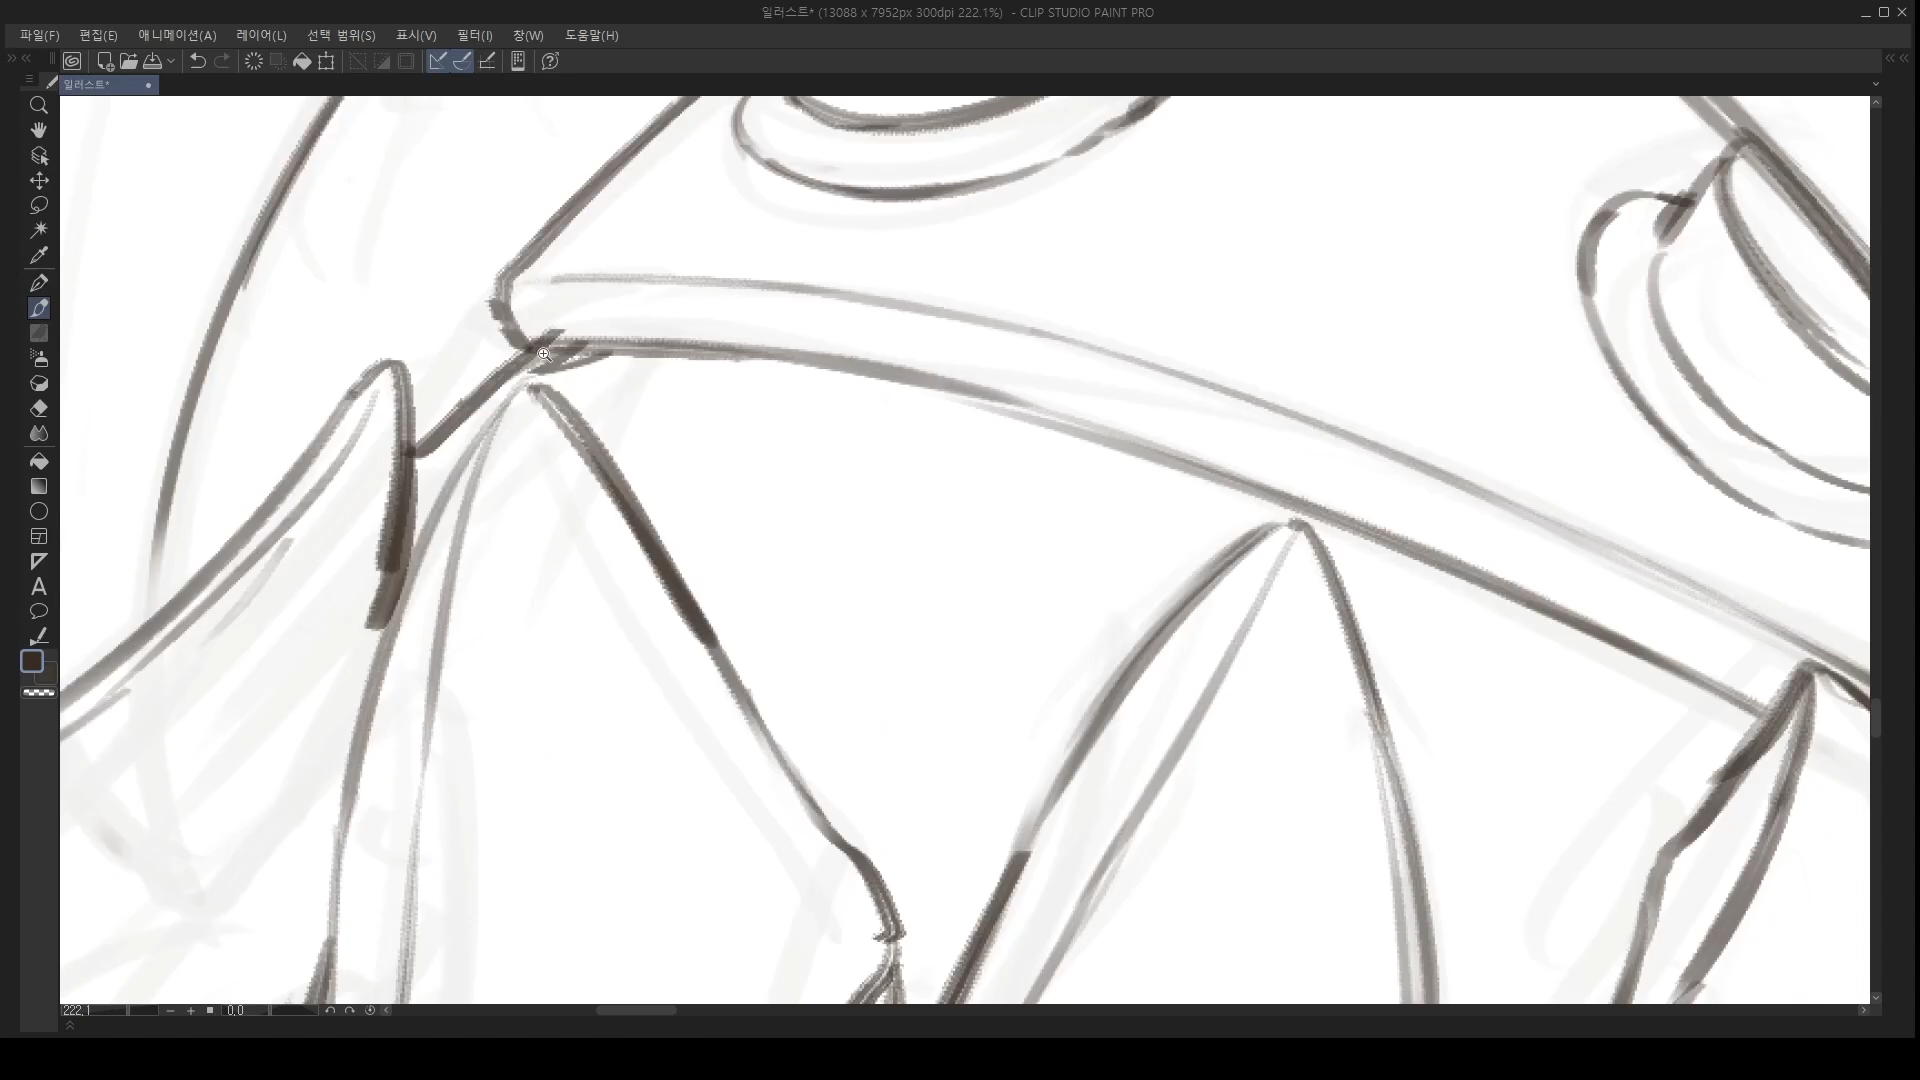 일러스트* (13088 x 7952px 300dpi 222.1%) - CLIP STUDIO PAINT PRO
파일(F) 편집(E) 애니메이션(A) 레이어(L) 선택 범위(S) 표시(V) 필터(I) 창(W) 도움말(H)
일러스트*
222.1 0.0